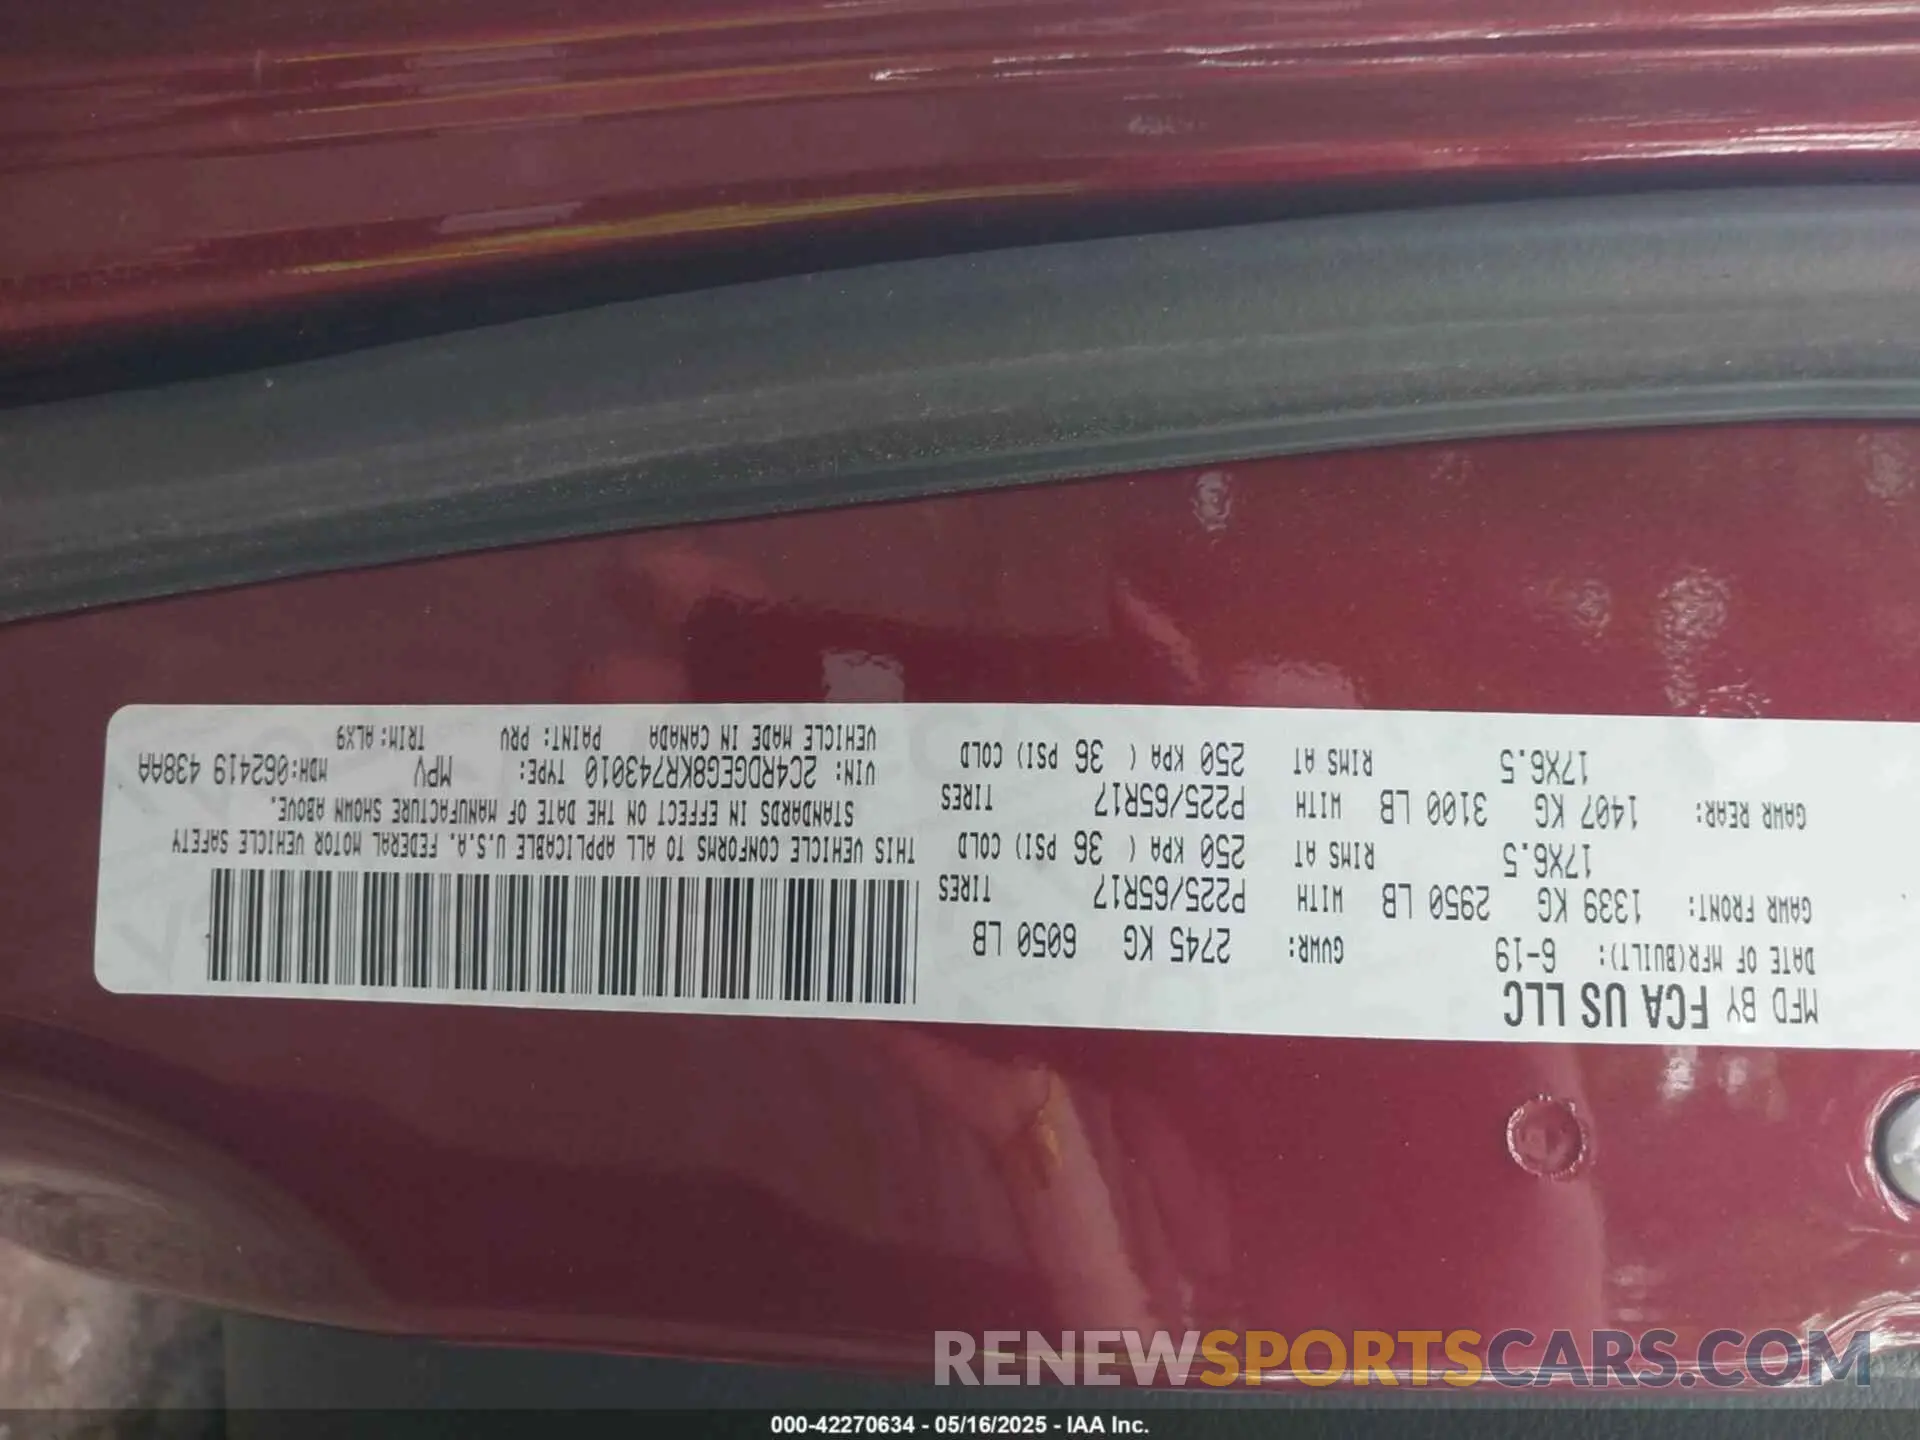 MFD BY FCA US LLC
DATE OF MFR(BUILT): 6-19 GVWR: 2745 KG 6050 LB
GAWR FRONT: 1339 KG 2950 LB WITH P225/65R17 TIRES
17X6.5 RIMS AT 250 KPA ( 36 PSI) COLD
GAWR REAR: 1407 KG 3100 LB WITH P225/65R17 TIRES
17X6.5 RIMS AT 250 KPA ( 36 PSI) COLD
THIS VEHICLE CONFORMS TO ALL APPLICABLE U.S.A. FEDERAL MOTOR VEHICLE SAFETY
STANDARDS IN EFFECT ON THE DATE OF MANUFACTURE SHOWN ABOVE.
VIN: 2C4RDGEG8KR743010 TYPE: MPV MDH:062419 438AA
VEHICLE MADE IN CANADA PAINT: PRV TRIM:ALX9
RENEWSPORTSCARS.COM
000-42270634 - 05/16/2025 - IAA Inc.